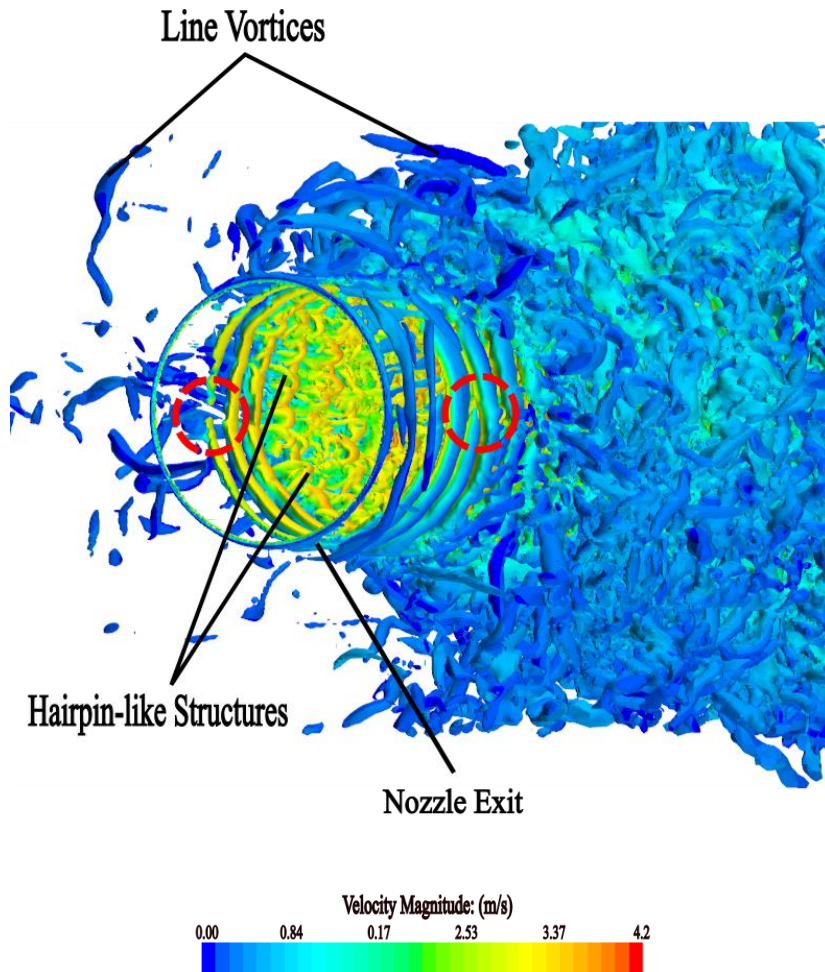 Line Vortices
Hairpin-like Structures
Nozzle Exit
Velocity Magnitude: (m/s)
0.00 0.84 0.17 2.53 3.37 4.2